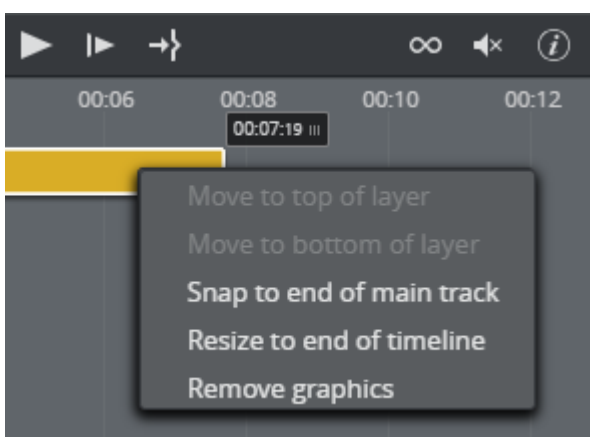 00:06 00:08 00:10 00:12
00:07:19
Move to top of layer
Move to bottom of layer
Snap to end of main track
Resize to end of timeline
Remove graphics